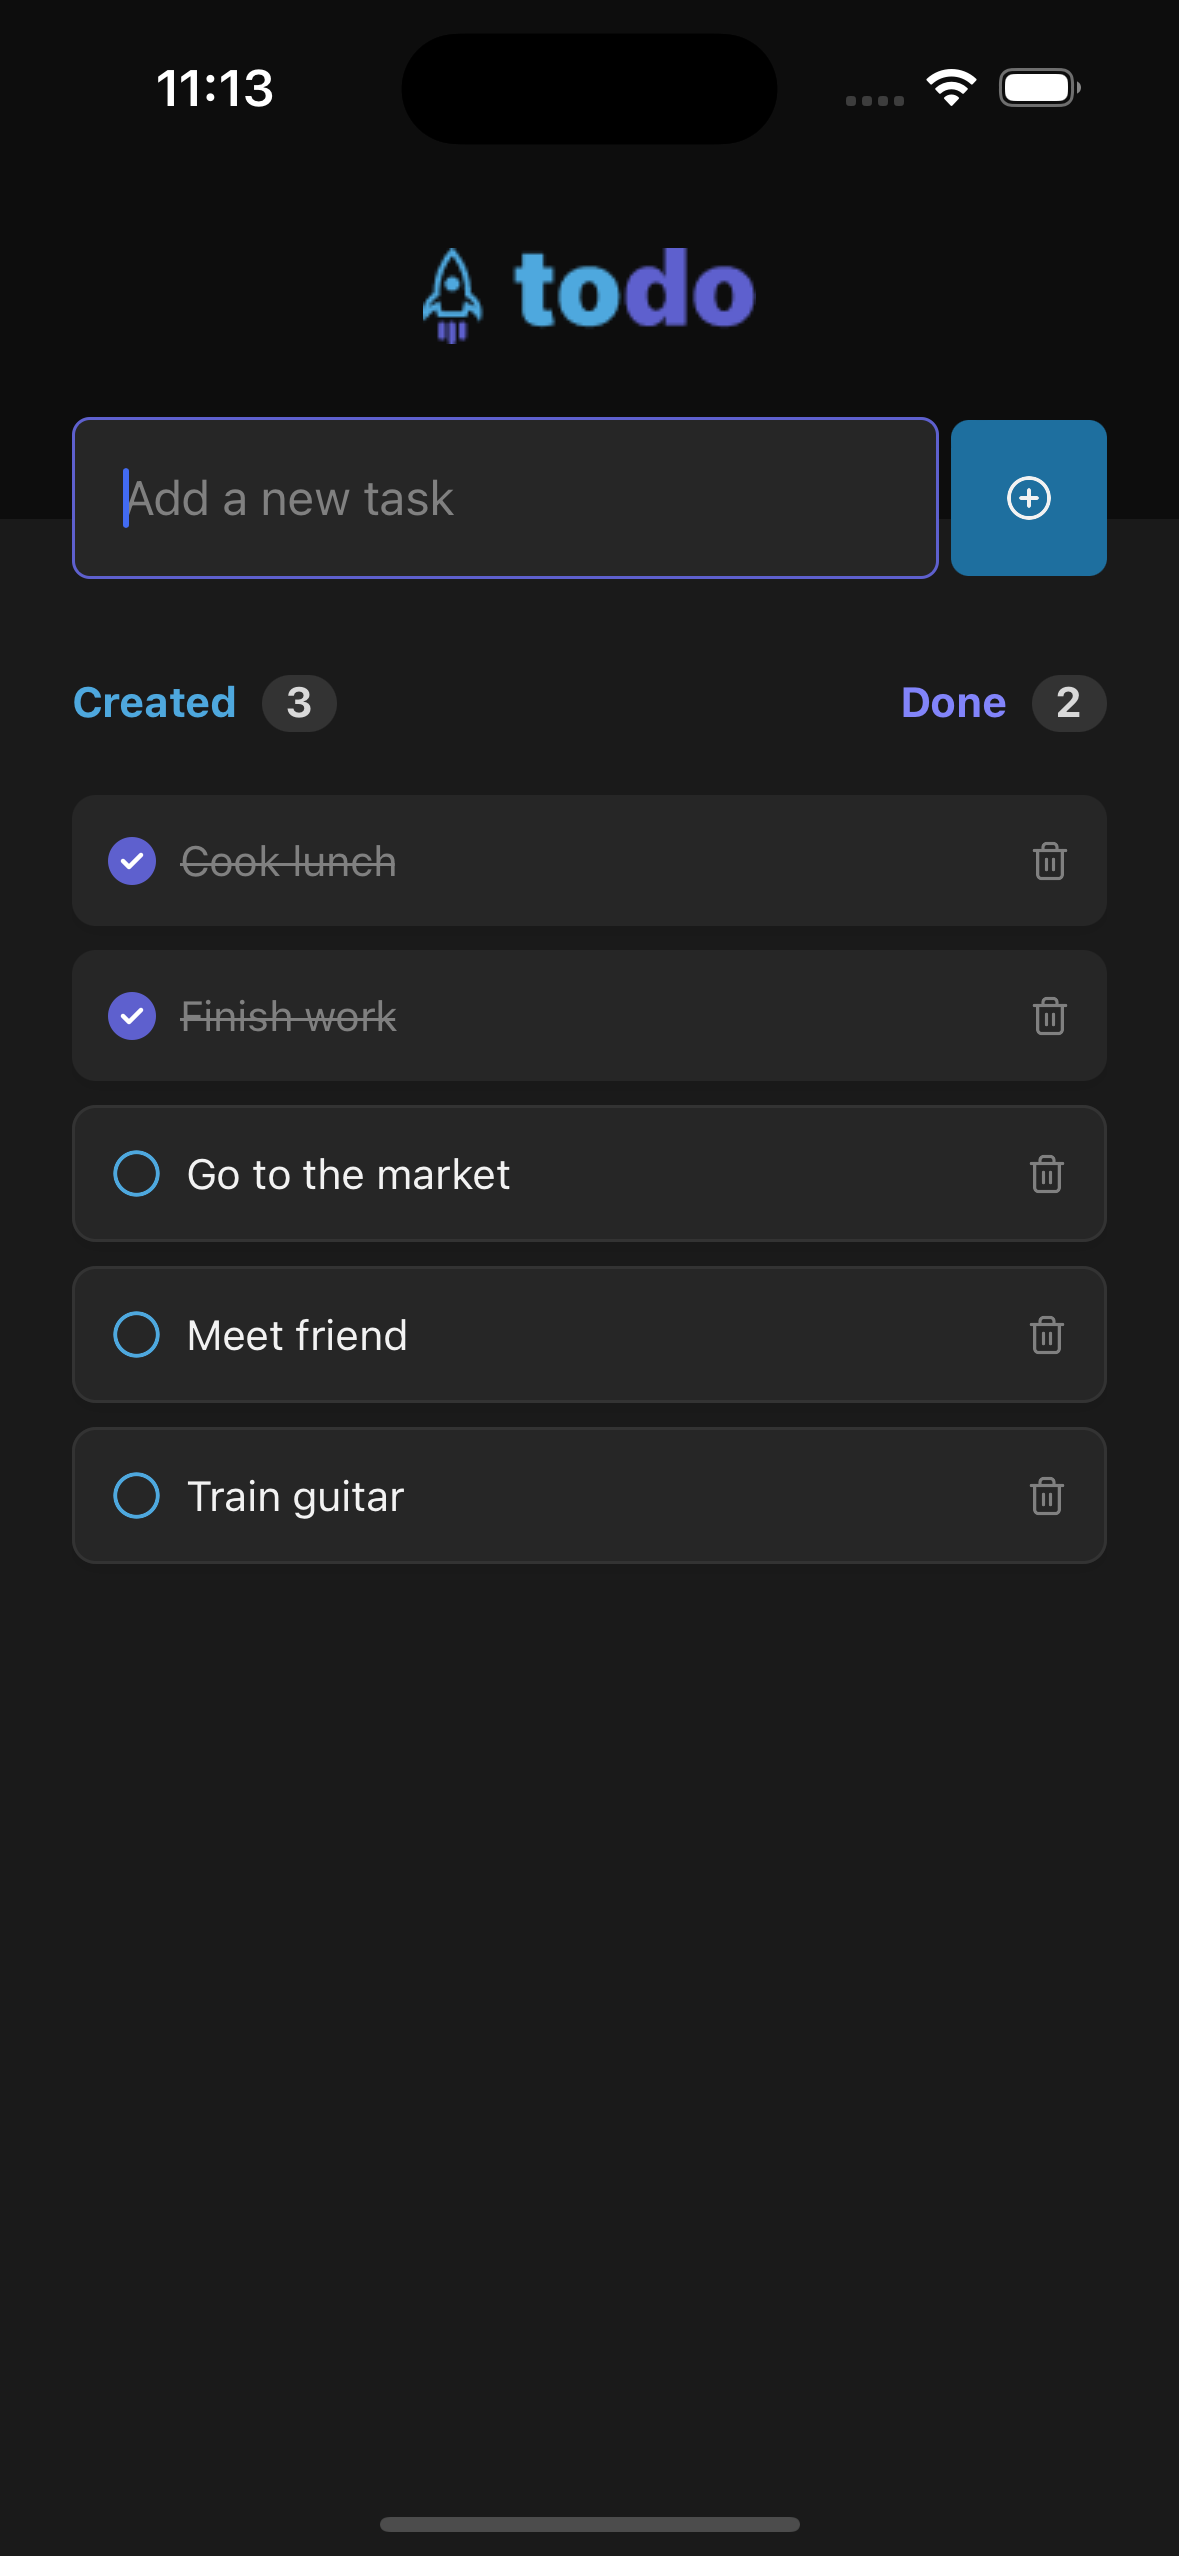 11:13
todo
Add a new task
Created 3 Done 2
Cook lunch
Finish work
Go to the market
Meet friend
Train guitar